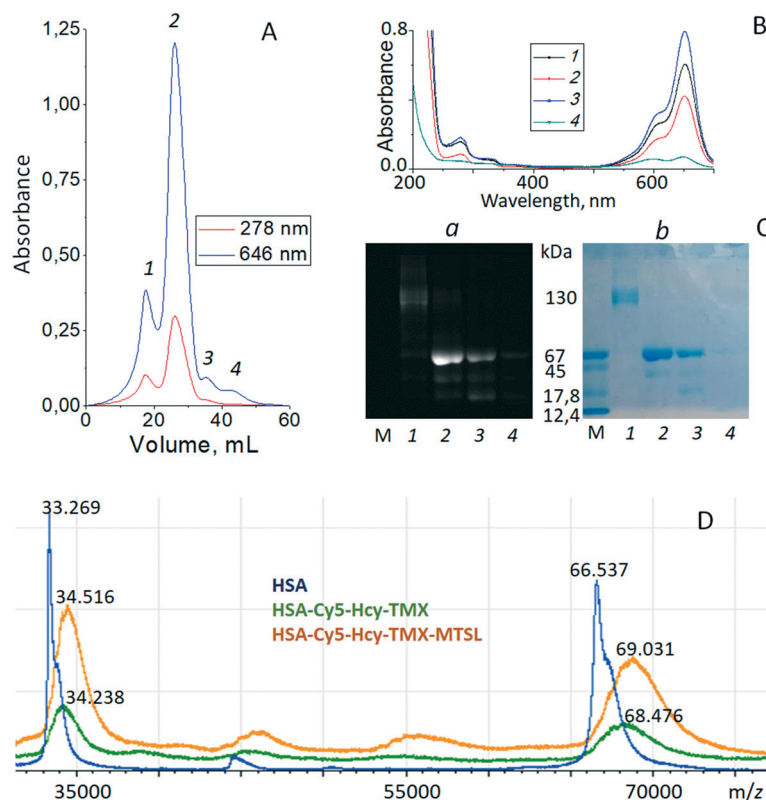 A
1,25
1,00
0,75
0,50
0,25
0,00
Absorbance
1
2
3
4
278 nm
646 nm
0 20 40 60
Volume, mL
B
0.8
0.0
Absorbance
1
2
3
4
200 400 600
Wavelength, nm
C
a
kDa
b
130
67
45
17,8
12,4
M 1 2 3 4
M 1 2 3 4
D
33.269
34.516
34.238
HSA
HSA-Cy5-Hcy-TMX
HSA-Cy5-Hcy-TMX-MTSL
66.537
69.031
68.476
35000 55000 70000 m/z